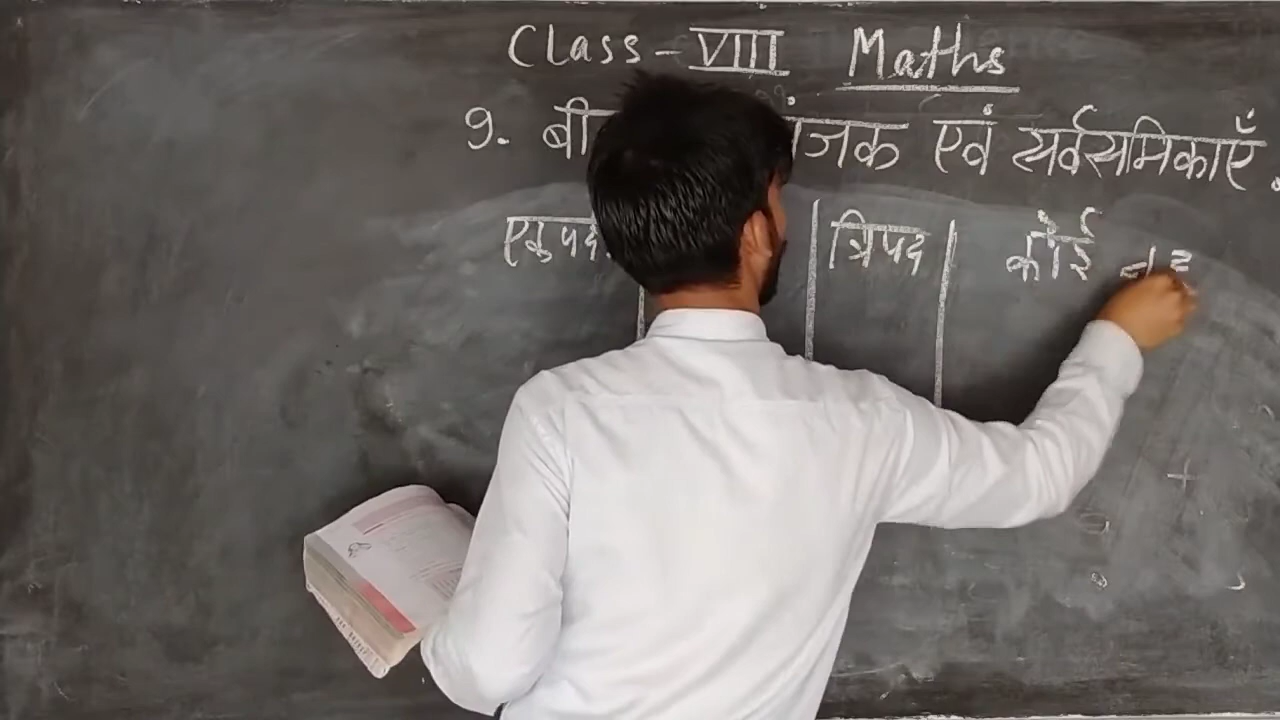 Class - VIII Maths
9. बी ंजक एवं सर्वसमिकाएँ.
एकपद त्रिपद कोई न